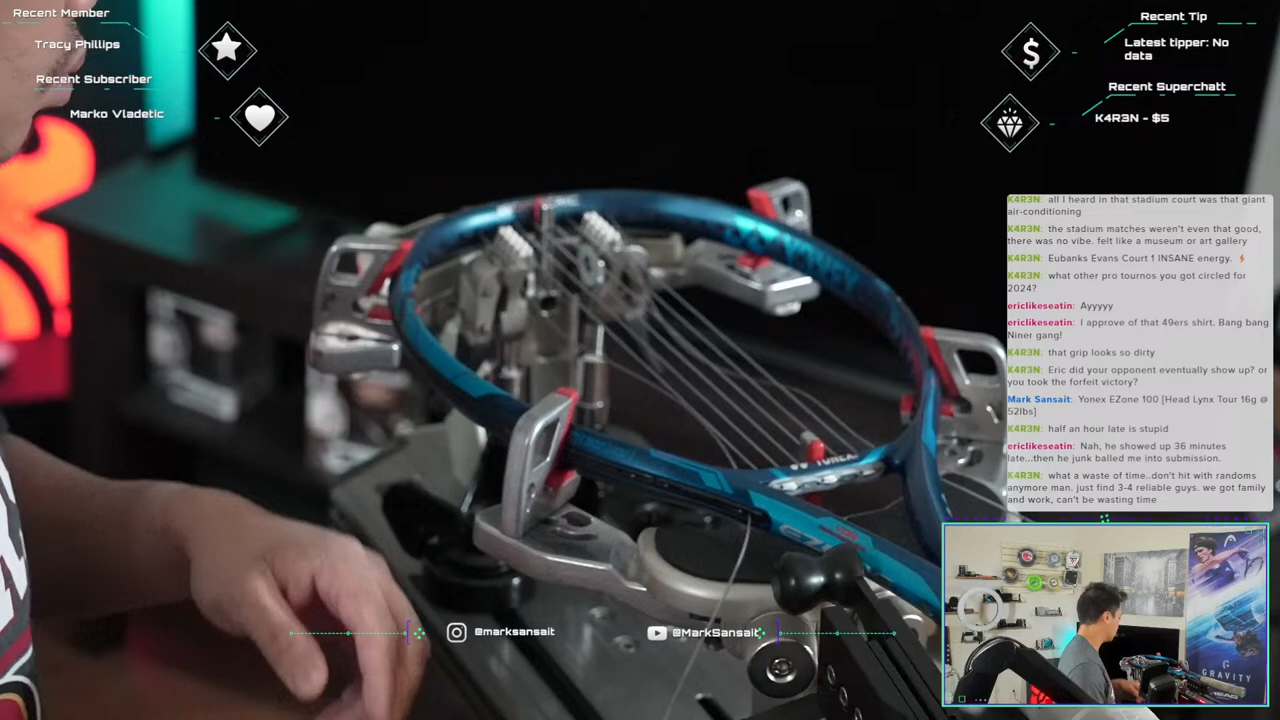 Recent Member
Tracy Phillips
Recent Subscriber
Marko Vladetic
Recent Tip
Latest tipper: No
data
Recent Superchatt
K4R3N - $5
K4R3N: all I heard in that stadium court was that giant
air-conditioning
K4R3N: the stadium matches weren't even that good,
there was no vibe. felt like a museum or art gallery
K4R3N: Eubanks Evans Court 1 INSANE energy. ⚡
K4R3N: what other pro tournos you got circled for
2024?
ericlikeseatin: Ayyyyy
ericlikeseatin: I approve of that 49ers shirt. Bang bang
Niner gang!
K4R3N: that grip looks so dirty
K4R3N: Eric did your opponent eventually show up? or
you took the forfeit victory?
Mark Sansait: Yonex EZone 100 [Head Lynx Tour 16g @
52lbs]
K4R3N: half an hour late is stupid
ericlikeseatin: Nah, he showed up 36 minutes
late...then he junk balled me into submission.
K4R3N: what a waste of time..don't hit with randoms
anymore man. just find 3-4 reliable guys. we got family
and work, can't be wasting time
@marksansait
@MarkSansait
HEAD
GRAVITY